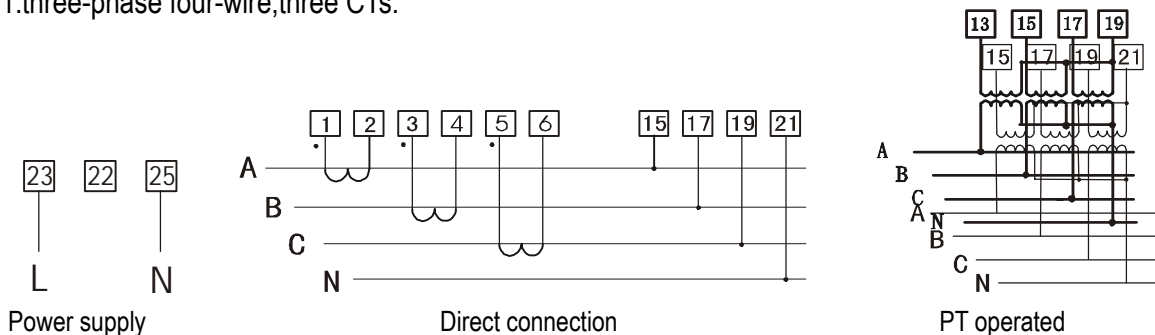 1.three-phase four-wire,three CTs.
13 15 17 19
15 17 19 21
1 2 3 4 5 6 15 17 19 21
23 22 25
A
B
C
N
L N
A
B
C
A N
B
C
N
Power supply Direct connection PT operated